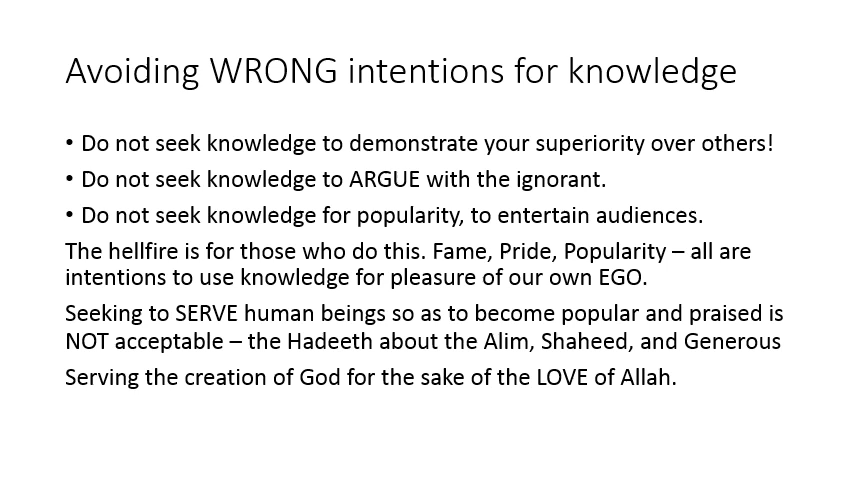 Avoiding WRONG intentions for knowledge
• Do not seek knowledge to demonstrate your superiority over others!
• Do not seek knowledge to ARGUE with the ignorant.
• Do not seek knowledge for popularity, to entertain audiences.
The hellfire is for those who do this. Fame, Pride, Popularity – all are
intentions to use knowledge for pleasure of our own EGO.
Seeking to SERVE human beings so as to become popular and praised is
NOT acceptable – the Hadeeth about the Alim, Shaheed, and Generous
Serving the creation of God for the sake of the LOVE of Allah.